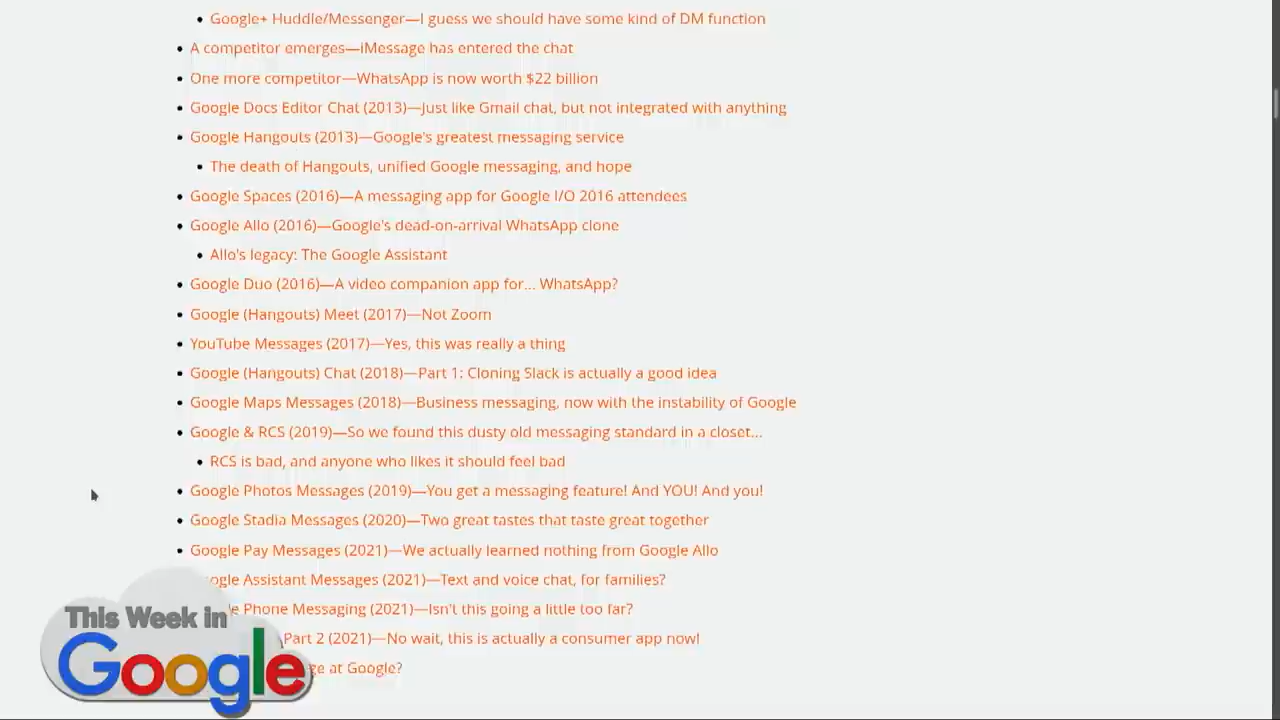 Google+ Huddle/Messenger—I guess we should have some kind of DM function
A competitor emerges—iMessage has entered the chat
One more competitor—WhatsApp is now worth $22 billion
Google Docs Editor Chat (2013)—Just like Gmail chat, but not integrated with anything
Google Hangouts (2013)—Google's greatest messaging service
The death of Hangouts, unified Google messaging, and hope
Google Spaces (2016)—A messaging app for Google I/O 2016 attendees
Google Allo (2016)—Google's dead-on-arrival WhatsApp clone
Allo's legacy: The Google Assistant
Google Duo (2016)—A video companion app for... WhatsApp?
Google (Hangouts) Meet (2017)—Not Zoom
YouTube Messages (2017)—Yes, this was really a thing
Google (Hangouts) Chat (2018)—Part 1: Cloning Slack is actually a good idea
Google Maps Messages (2018)—Business messaging, now with the instability of Google
Google & RCS (2019)—So we found this dusty old messaging standard in a closet...
RCS is bad, and anyone who likes it should feel bad
Google Photos Messages (2019)—You get a messaging feature! And YOU! And you!
Google Stadia Messages (2020)—Two great tastes that taste great together
Google Pay Messages (2021)—We actually learned nothing from Google Allo
ogle Assistant Messages (2021)—Text and voice chat, for families?
le Phone Messaging (2021)—Isn't this going a little too far?
Part 2 (2021)—No wait, this is actually a consumer app now!
ge at Google?
This Week in
Google